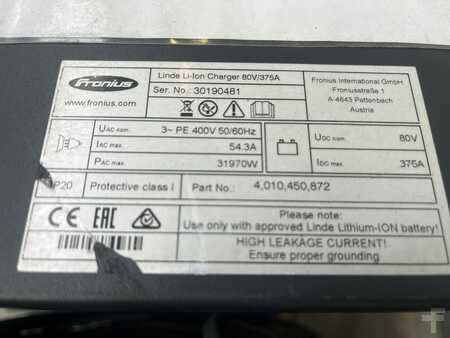 Fronius
www.fronius.com
Linde Li-Ion Charger 80V/375A
Ser. No.: 30190481
Fronius International GmbH
Froniusstraße 1
A-4643 Pettenbach
Austria
UAC nom. 3~ PE 400V 50/60Hz
IAC max. 54.3A
PAC max. 31970W
UDC nom. 80V
IDC max. 375A
IP20 Protective class I Part No.: 4,010,450,872
CE EAC
Please note:
Use only with approved Linde Lithium-ION battery!
HIGH LEAKAGE CURRENT!
Ensure proper grounding